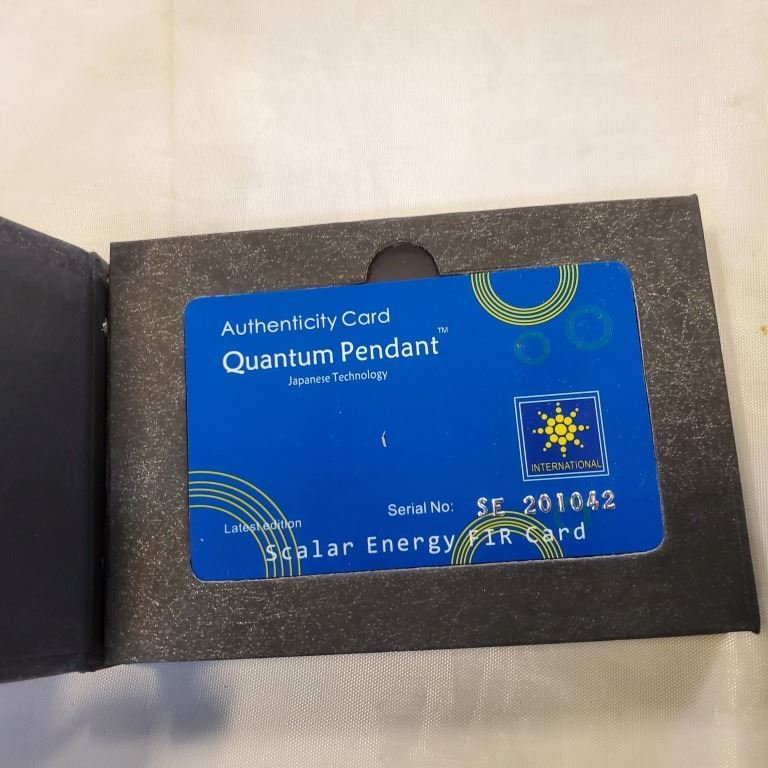 Authenticity Card
Quantum Pendant™
Japanese Technology
INTERNATIONAL
Serial No: SE 201042
Latest edition
Scalar Energy FIR Card